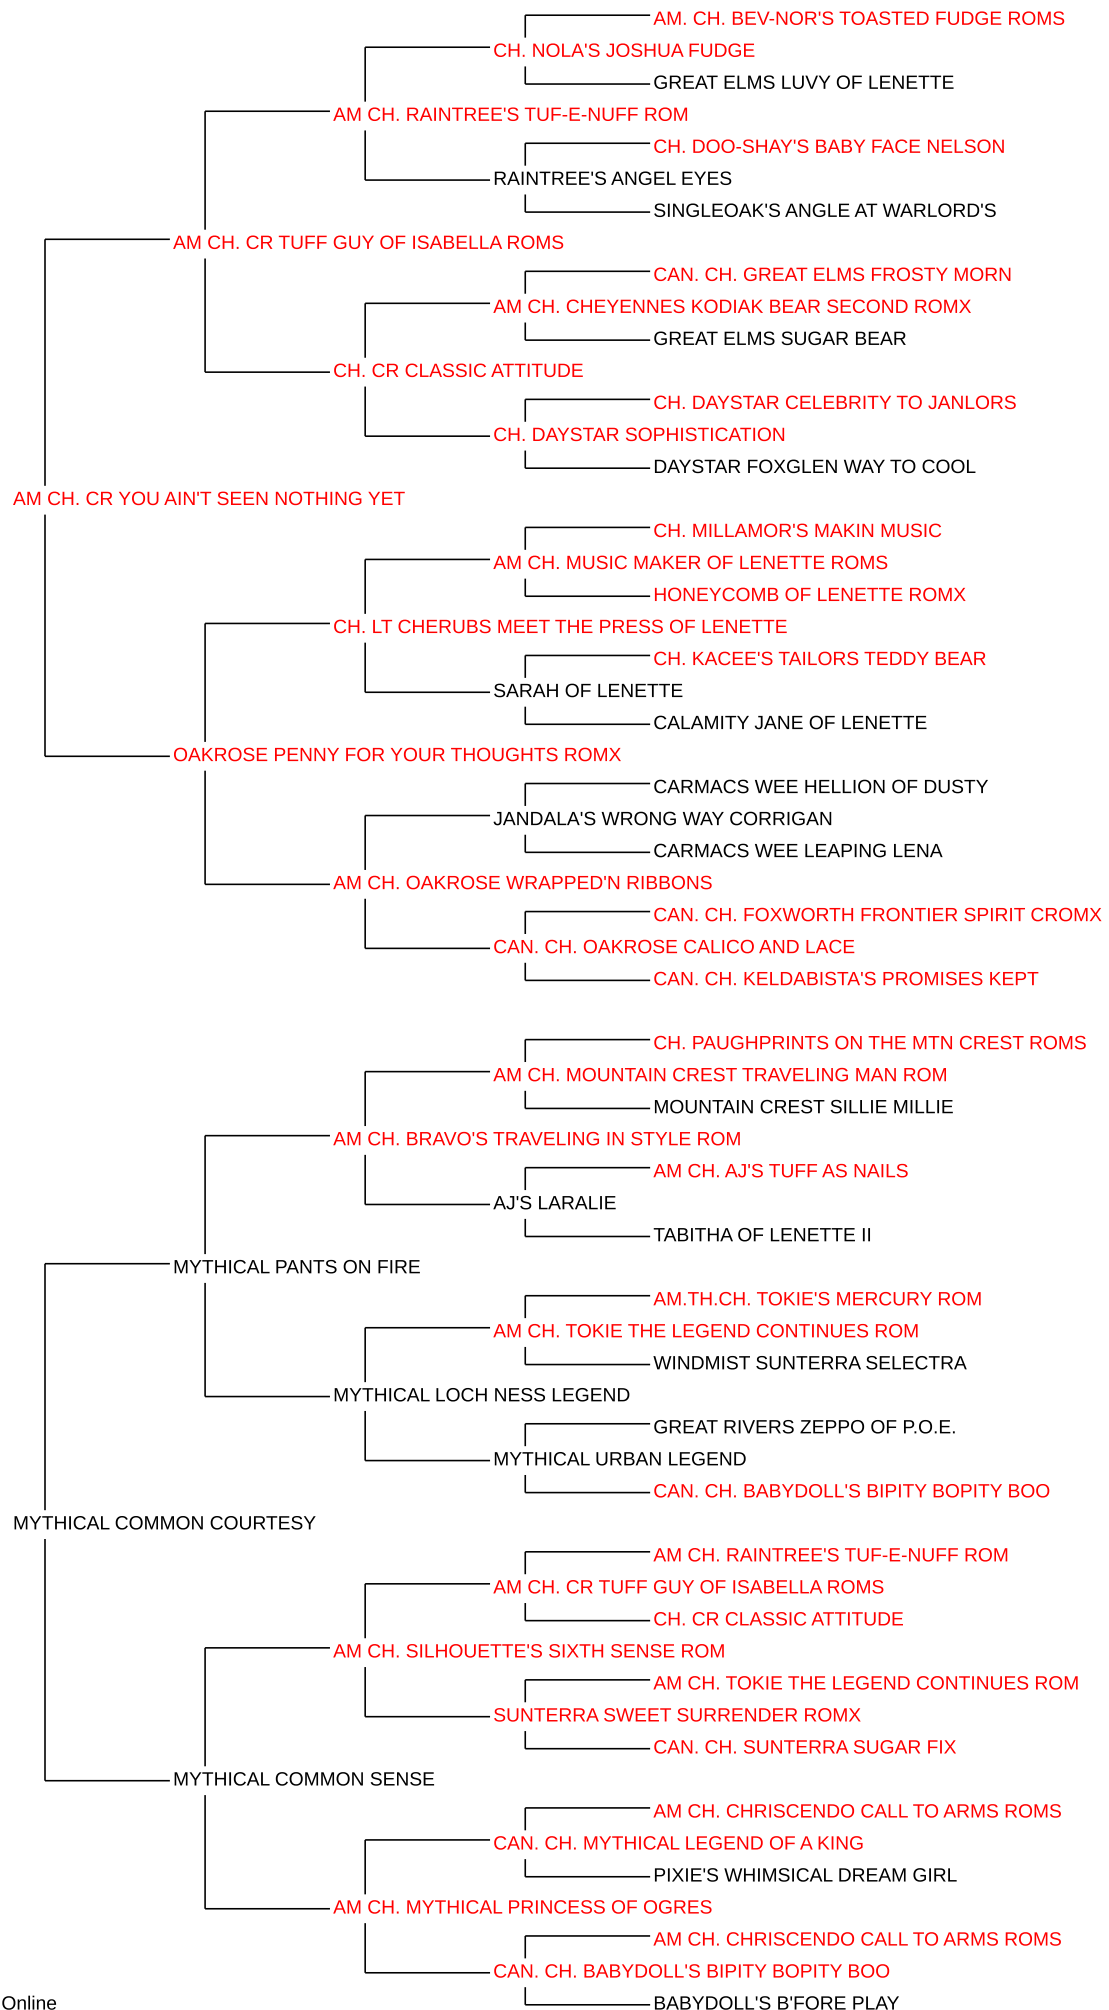 AM. CH. BEV-NOR'S TOASTED FUDGE ROMS
CH. NOLA'S JOSHUA FUDGE
GREAT ELMS LUVY OF LENETTE
AM CH. RAINTREE'S TUF-E-NUFF ROM
CH. DOO-SHAY'S BABY FACE NELSON
RAINTREE'S ANGEL EYES
SINGLEOAK'S ANGLE AT WARLORD'S
AM CH. CR TUFF GUY OF ISABELLA ROMS
CAN. CH. GREAT ELMS FROSTY MORN
AM CH. CHEYENNES KODIAK BEAR SECOND ROMX
GREAT ELMS SUGAR BEAR
CH. CR CLASSIC ATTITUDE
CH. DAYSTAR CELEBRITY TO JANLORS
CH. DAYSTAR SOPHISTICATION
DAYSTAR FOXGLEN WAY TO COOL
AM CH. CR YOU AIN'T SEEN NOTHING YET
CH. MILLAMOR'S MAKIN MUSIC
AM CH. MUSIC MAKER OF LENETTE ROMS
HONEYCOMB OF LENETTE ROMX
CH. LT CHERUBS MEET THE PRESS OF LENETTE
CH. KACEE'S TAILORS TEDDY BEAR
SARAH OF LENETTE
CALAMITY JANE OF LENETTE
OAKROSE PENNY FOR YOUR THOUGHTS ROMX
CARMACS WEE HELLION OF DUSTY
JANDALA'S WRONG WAY CORRIGAN
CARMACS WEE LEAPING LENA
AM CH. OAKROSE WRAPPED'N RIBBONS
CAN. CH. FOXWORTH FRONTIER SPIRIT CROMX
CAN. CH. OAKROSE CALICO AND LACE
CAN. CH. KELDABISTA'S PROMISES KEPT
CH. PAUGHPRINTS ON THE MTN CREST ROMS
AM CH. MOUNTAIN CREST TRAVELING MAN ROM
MOUNTAIN CREST SILLIE MILLIE
AM CH. BRAVO'S TRAVELING IN STYLE ROM
AM CH. AJ'S TUFF AS NAILS
AJ'S LARALIE
TABITHA OF LENETTE II
MYTHICAL PANTS ON FIRE
AM.TH.CH. TOKIE'S MERCURY ROM
AM CH. TOKIE THE LEGEND CONTINUES ROM
WINDMIST SUNTERRA SELECTRA
MYTHICAL LOCH NESS LEGEND
GREAT RIVERS ZEPPO OF P.O.E.
MYTHICAL URBAN LEGEND
CAN. CH. BABYDOLL'S BIPITY BOPITY BOO
MYTHICAL COMMON COURTESY
AM CH. RAINTREE'S TUF-E-NUFF ROM
AM CH. CR TUFF GUY OF ISABELLA ROMS
CH. CR CLASSIC ATTITUDE
AM CH. SILHOUETTE'S SIXTH SENSE ROM
AM CH. TOKIE THE LEGEND CONTINUES ROM
SUNTERRA SWEET SURRENDER ROMX
CAN. CH. SUNTERRA SUGAR FIX
MYTHICAL COMMON SENSE
AM CH. CHRISCENDO CALL TO ARMS ROMS
CAN. CH. MYTHICAL LEGEND OF A KING
PIXIE'S WHIMSICAL DREAM GIRL
AM CH. MYTHICAL PRINCESS OF OGRES
AM CH. CHRISCENDO CALL TO ARMS ROMS
CAN. CH. BABYDOLL'S BIPITY BOPITY BOO
BABYDOLL'S B'FORE PLAY
Online